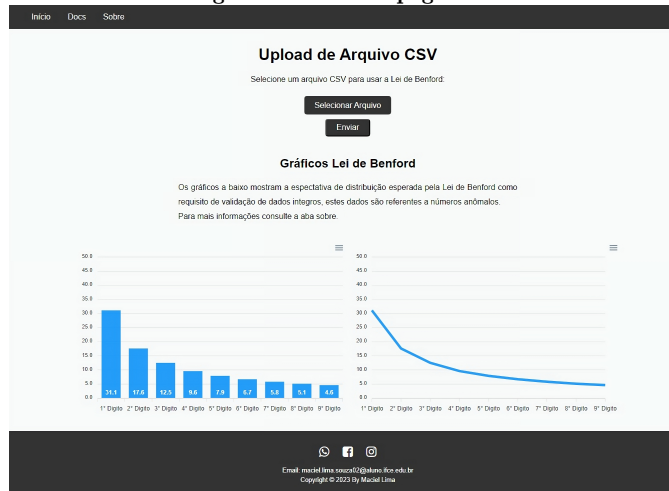 Início Docs Sobre
Upload de Arquivo CSV
Selecione um arquivo CSV para usar a Lei de Benford:
Selecionar Arquivo
Enviar
Gráficos Lei de Benford
Os gráficos a baixo mostram a espectativa de distribuição esperada pela Lei de Benford como
requisito de validação de dados integros, estes dados são referentes a números anômalos.
Para mais informações consulte a aba sobre.
50.0
45.0
40.0
35.0
30.0
25.0
20.0
15.0
10.0
5.0
0.0
31.1 17.6 12.5 9.6 7.9 6.7 5.8 5.1 4.6
1° Digito 2° Digito 3° Digito 4° Digito 5° Digito 6° Digito 7° Digito 8° Digito 9° Digito
50.0
45.0
40.0
35.0
30.0
25.0
20.0
15.0
10.0
5.0
0.0
1° Digito 2° Digito 3° Digito 4° Digito 5° Digito 6° Digito 7° Digito 8° Digito 9° Digito
Email: maciel.lima.souza02@aluno.ifce.edu.br
Copyright © 2023 By Maciel Lima